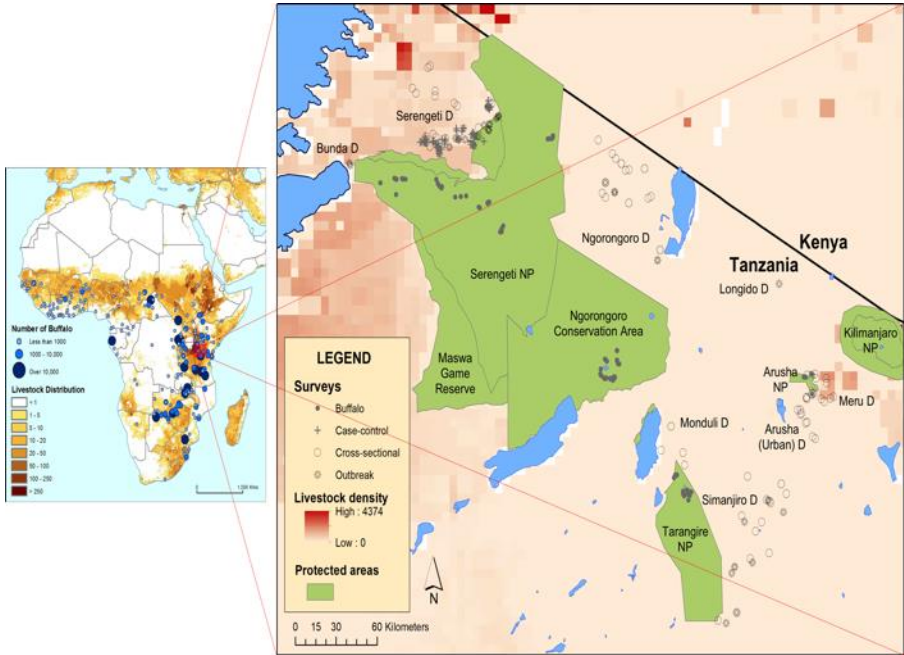 Number of Buffalo
Less than 1000
1000 - 10,000
Over 10,000
Livestock Distribution
< 1
1 - 5
5 - 10
10 - 20
20 - 50
50 - 100
100 - 250
> 250
Serengeti D
Bunda D
Ngorongoro D
Kenya
Tanzania
Longido D
Serengeti NP
Ngorongoro
Conservation Area
Kilimanjaro
NP
Maswa
Game
Reserve
Arusha
NP
Meru D
Arusha
(Urban) D
Monduli D
Simanjiro D
Tarangire
NP
LEGEND
Surveys
Buffalo
Case-control
Cross-sectional
Outbreak
Livestock density
High : 4374
Low : 0
Protected areas
N
0 15 30 60 Kilometers